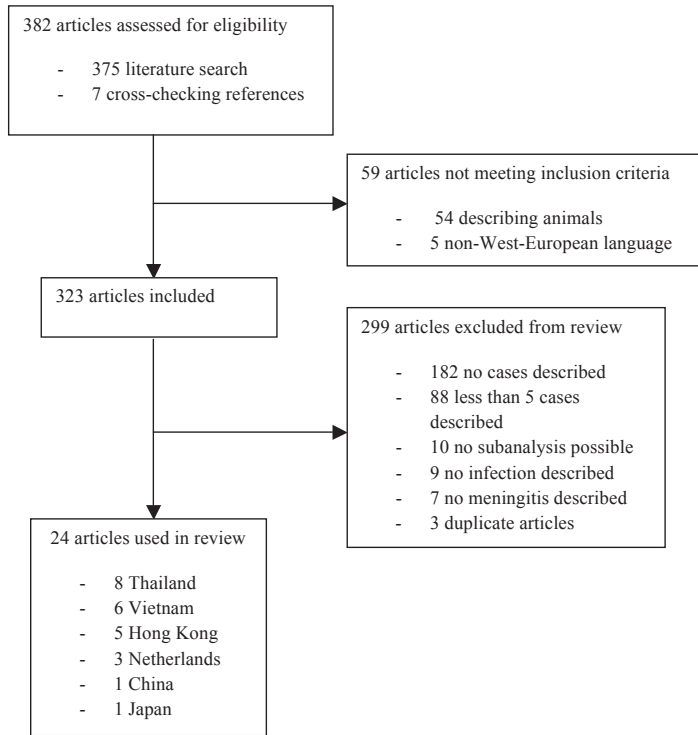 382 articles assessed for eligibility
- 375 literature search
- 7 cross-checking references
59 articles not meeting inclusion criteria
- 54 describing animals
- 5 non-West-European language
323 articles included
299 articles excluded from review
- 182 no cases described
- 88 less than 5 cases
described
- 10 no subanalysis possible
- 9 no infection described
- 7 no meningitis described
- 3 duplicate articles
24 articles used in review
- 8 Thailand
- 6 Vietnam
- 5 Hong Kong
- 3 Netherlands
- 1 China
- 1 Japan